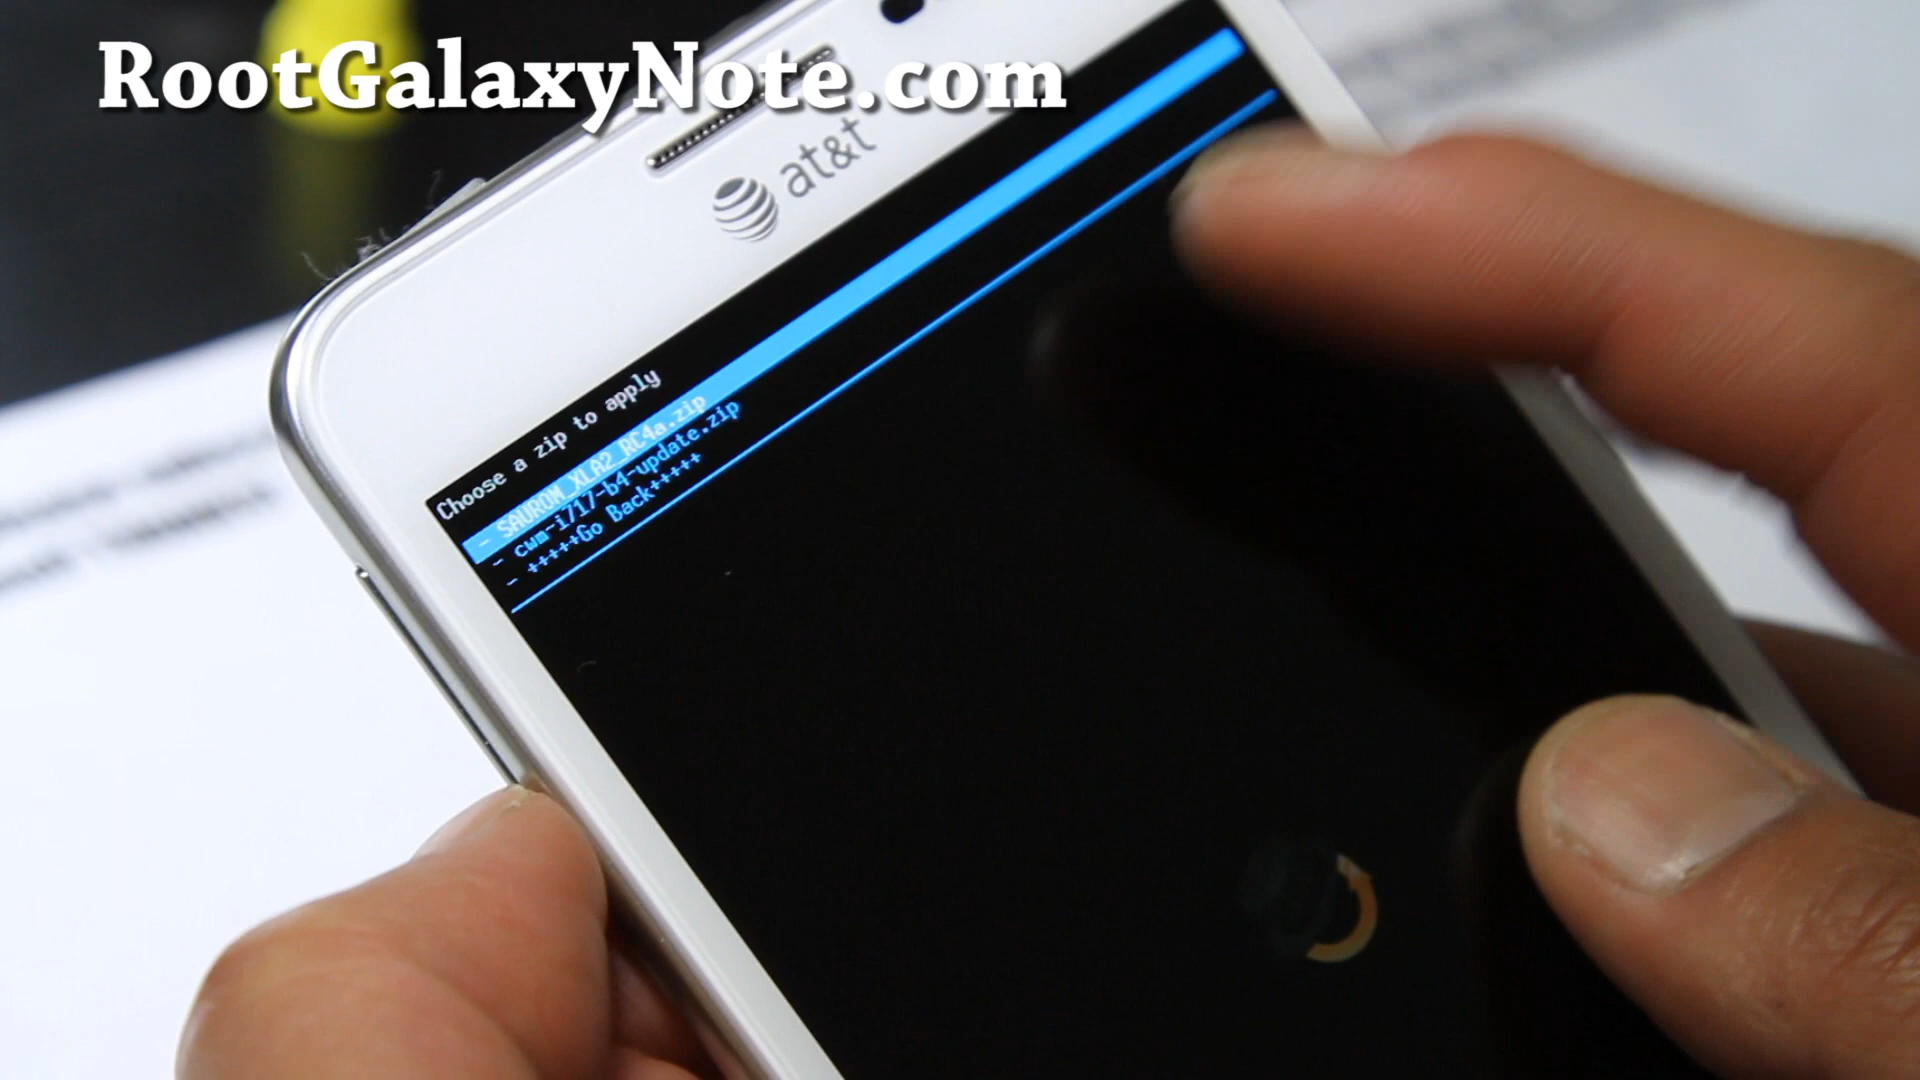 RootGalaxyNote.com
at&t
Choose a zip to apply
- SAUROM_XLA2_RC4a.zip
- cwm-i717-b4-update.zip
- +++++Go Back+++++